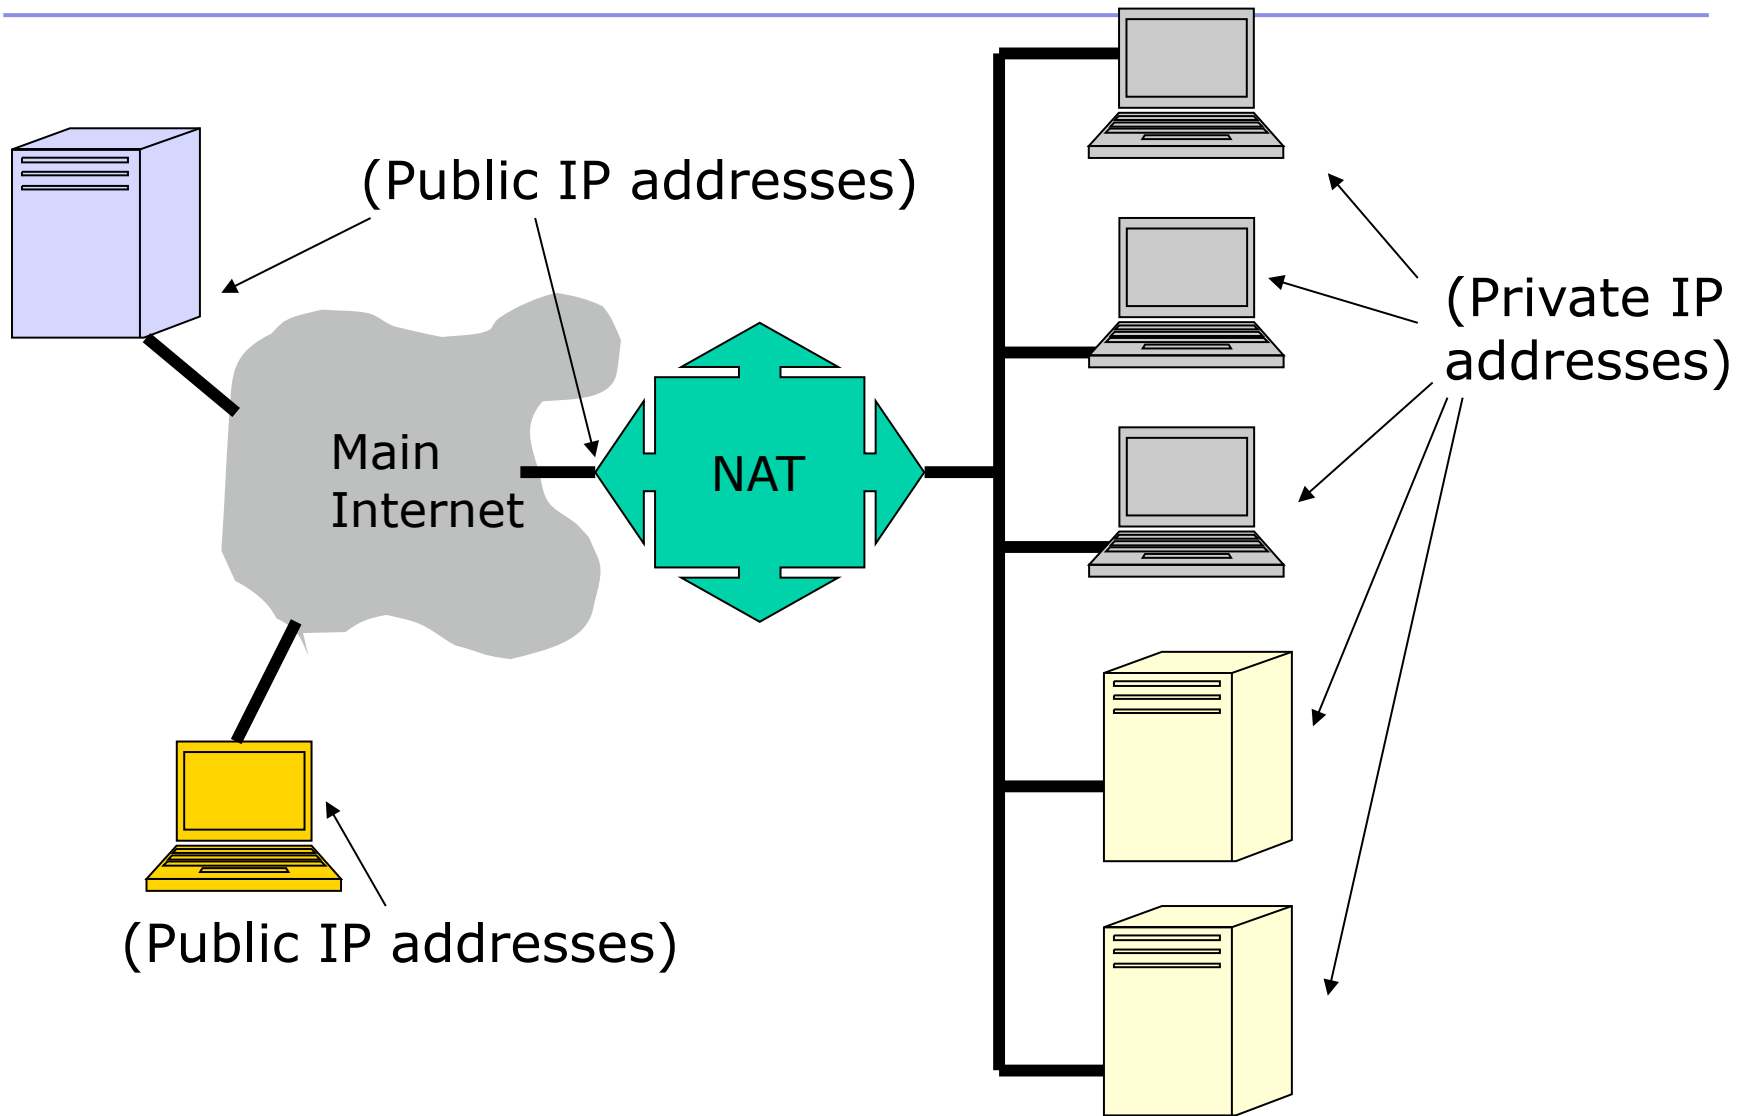 (Public IP addresses)
(Private IP
addresses)
Main
Internet
NAT
(Public IP addresses)